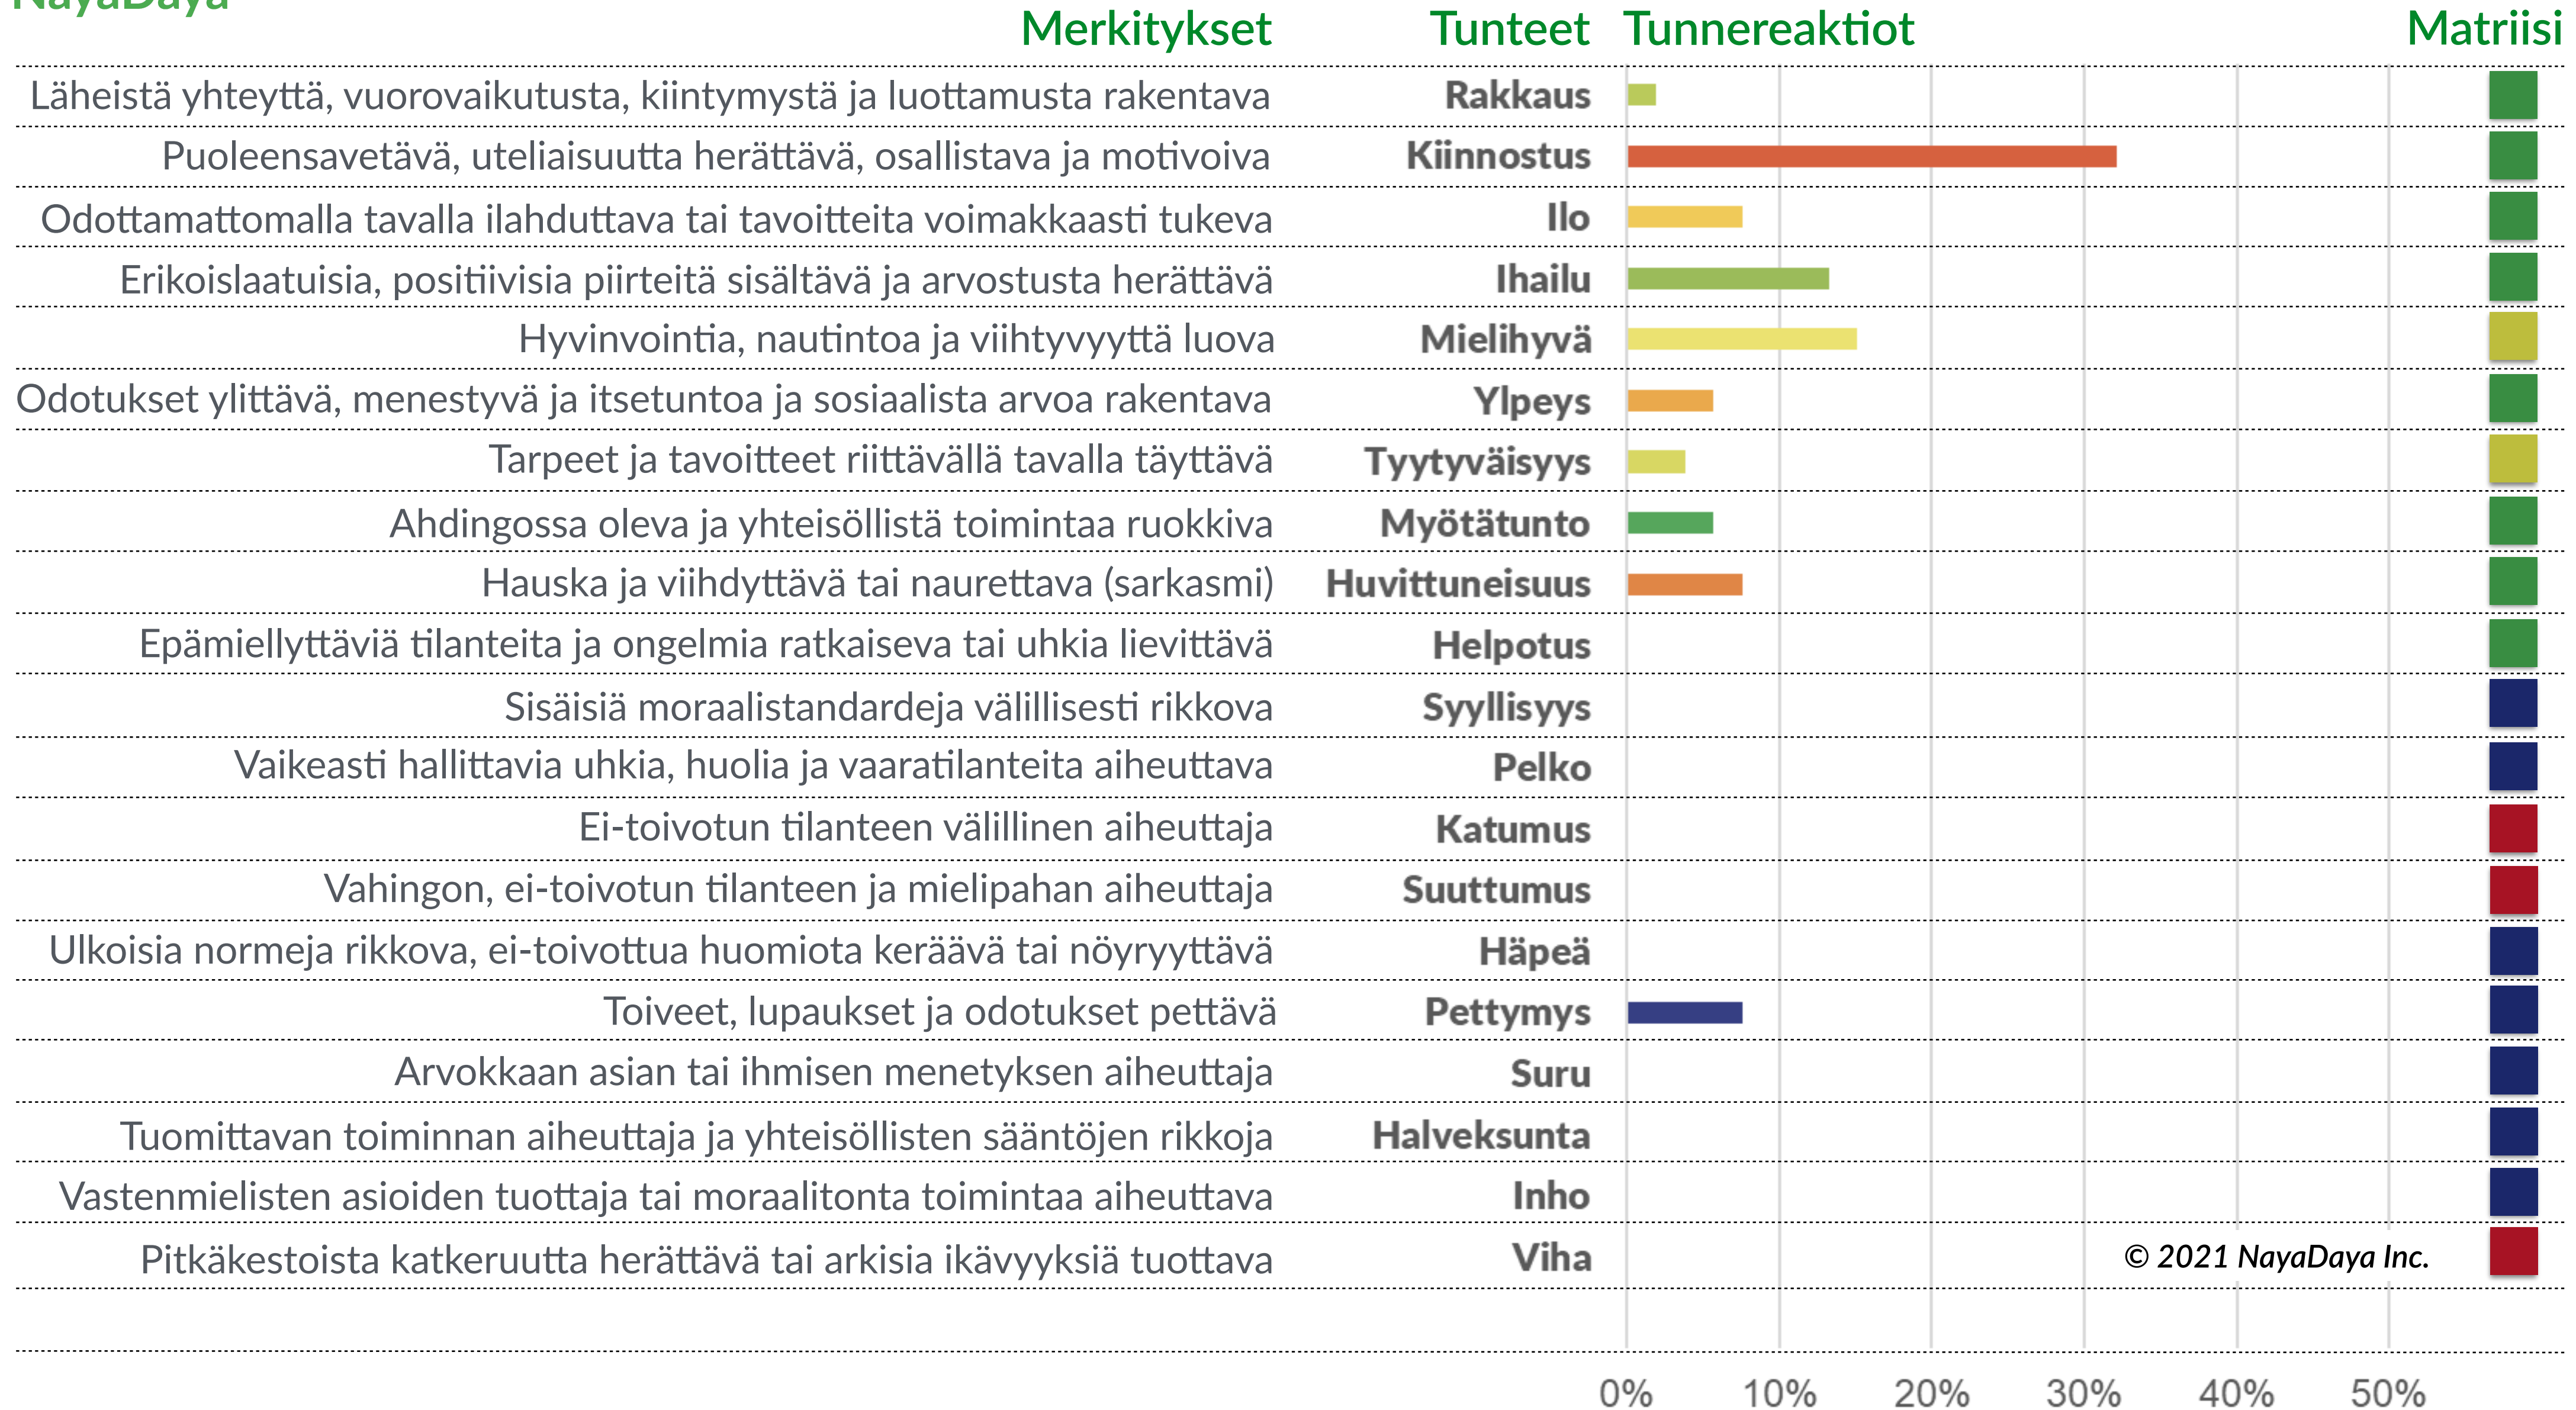 NayaDaya
Merkitykset Tunteet Tunnereaktiot Matriisi
Läheistä yhteyttä, vuorovaikutusta, kiintymystä ja luottamusta rakentava Rakkaus
Puoleensavetävä, uteliaisuutta herättävä, osallistava ja motivoiva Kiinnostus
Odottamattomalla tavalla ilahduttava tai tavoitteita voimakkaasti tukeva Ilo
Erikoislaatuisia, positiivisia piirteitä sisältävä ja arvostusta herättävä Ihailu
Hyvinvointia, nautintoa ja viihtyvyyttä luova Mielihyvä
Odotukset ylittävä, menestyvä ja itsetuntoa ja sosiaalista arvoa rakentava Ylpeys
Tarpeet ja tavoitteet riittävällä tavalla täyttävä Tyytyväisyys
Ahdingossa oleva ja yhteisöllistä toimintaa ruokkiva Myötätunto
Hauska ja viihdyttävä tai naurettava (sarkasmi) Huvittuneisuus
Epämiellyttäviä tilanteita ja ongelmia ratkaiseva tai uhkia lievittävä Helpotus
Sisäisiä moraalistandardeja välillisesti rikkova Syyllisyys
Vaikeasti hallittavia uhkia, huolia ja vaaratilanteita aiheuttava Pelko
Ei-toivotun tilanteen välillinen aiheuttaja Katumus
Vahingon, ei-toivotun tilanteen ja mielipahan aiheuttaja Suuttumus
Ulkoisia normeja rikkova, ei-toivottua huomiota keräävä tai nöyryyttävä Häpeä
Toiveet, lupaukset ja odotukset pettävä Pettymys
Arvokkaan asian tai ihmisen menetyksen aiheuttaja Suru
Tuomittavan toiminnan aiheuttaja ja yhteisöllisten sääntöjen rikkoja Halveksunta
Vastenmielisten asioiden tuottaja tai moraalitonta toimintaa aiheuttava Inho
Pitkäkestoista katkeruutta herättävä tai arkisia ikävyyksiä tuottava Viha © 2021 NayaDaya Inc.
0% 10% 20% 30% 40% 50%